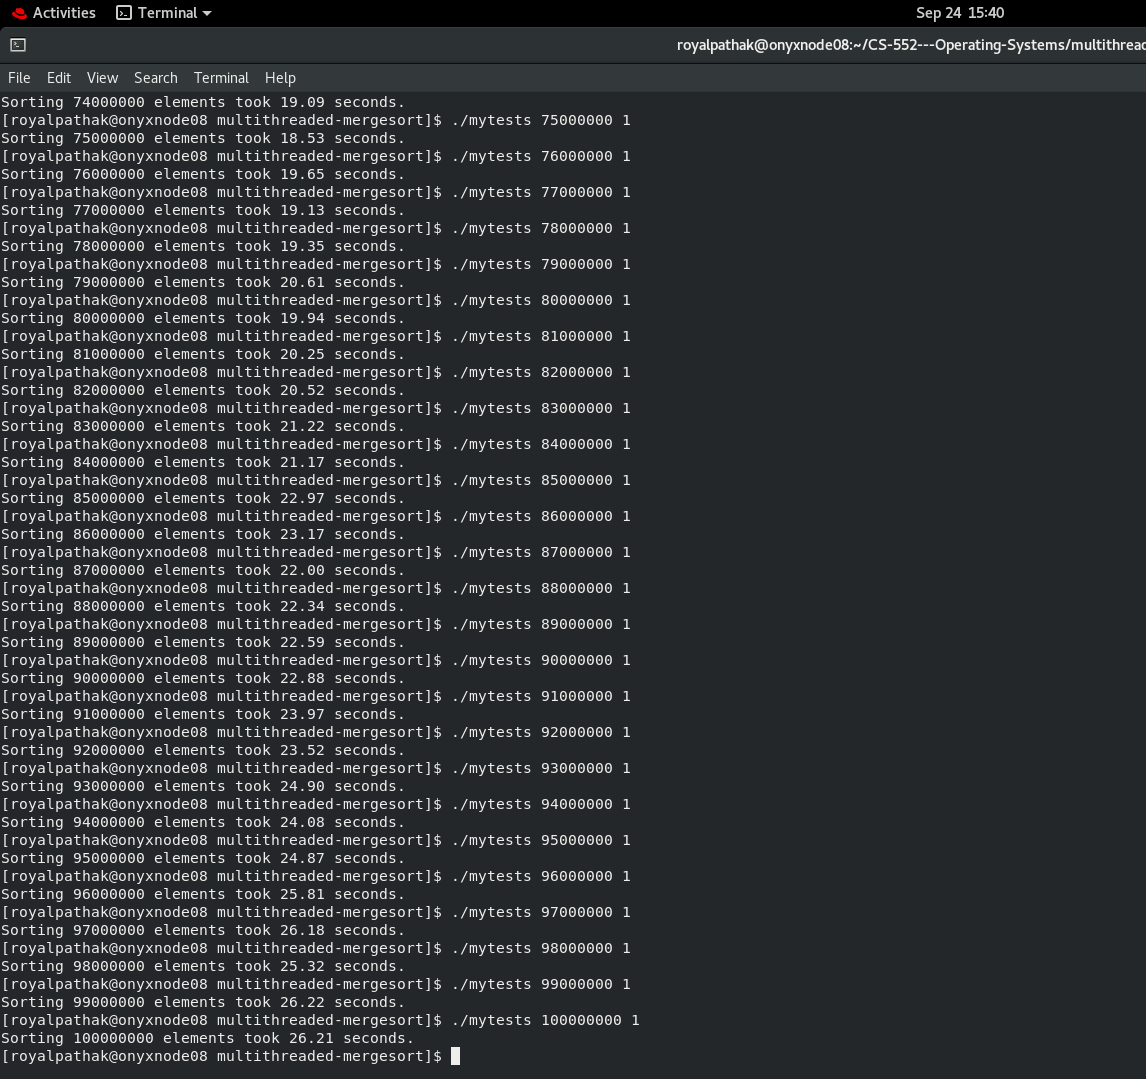 Activities Terminal Sep 24 15:40
royalpathak@onyxnode08:~/CS-552---Operating-Systems/multithread
File Edit View Search Terminal Help
Sorting 74000000 elements took 19.09 seconds.
[royalpathak@onyxnode08 multithreaded-mergesort]$ ./mytests 75000000 1
Sorting 75000000 elements took 18.53 seconds.
[royalpathak@onyxnode08 multithreaded-mergesort]$ ./mytests 76000000 1
Sorting 76000000 elements took 19.65 seconds.
[royalpathak@onyxnode08 multithreaded-mergesort]$ ./mytests 77000000 1
Sorting 77000000 elements took 19.13 seconds.
[royalpathak@onyxnode08 multithreaded-mergesort]$ ./mytests 78000000 1
Sorting 78000000 elements took 19.35 seconds.
[royalpathak@onyxnode08 multithreaded-mergesort]$ ./mytests 79000000 1
Sorting 79000000 elements took 20.61 seconds.
[royalpathak@onyxnode08 multithreaded-mergesort]$ ./mytests 80000000 1
Sorting 80000000 elements took 19.94 seconds.
[royalpathak@onyxnode08 multithreaded-mergesort]$ ./mytests 81000000 1
Sorting 81000000 elements took 20.25 seconds.
[royalpathak@onyxnode08 multithreaded-mergesort]$ ./mytests 82000000 1
Sorting 82000000 elements took 20.52 seconds.
[royalpathak@onyxnode08 multithreaded-mergesort]$ ./mytests 83000000 1
Sorting 83000000 elements took 21.22 seconds.
[royalpathak@onyxnode08 multithreaded-mergesort]$ ./mytests 84000000 1
Sorting 84000000 elements took 21.17 seconds.
[royalpathak@onyxnode08 multithreaded-mergesort]$ ./mytests 85000000 1
Sorting 85000000 elements took 22.97 seconds.
[royalpathak@onyxnode08 multithreaded-mergesort]$ ./mytests 86000000 1
Sorting 86000000 elements took 23.17 seconds.
[royalpathak@onyxnode08 multithreaded-mergesort]$ ./mytests 87000000 1
Sorting 87000000 elements took 22.00 seconds.
[royalpathak@onyxnode08 multithreaded-mergesort]$ ./mytests 88000000 1
Sorting 88000000 elements took 22.34 seconds.
[royalpathak@onyxnode08 multithreaded-mergesort]$ ./mytests 89000000 1
Sorting 89000000 elements took 22.59 seconds.
[royalpathak@onyxnode08 multithreaded-mergesort]$ ./mytests 90000000 1
Sorting 90000000 elements took 22.88 seconds.
[royalpathak@onyxnode08 multithreaded-mergesort]$ ./mytests 91000000 1
Sorting 91000000 elements took 23.97 seconds.
[royalpathak@onyxnode08 multithreaded-mergesort]$ ./mytests 92000000 1
Sorting 92000000 elements took 23.52 seconds.
[royalpathak@onyxnode08 multithreaded-mergesort]$ ./mytests 93000000 1
Sorting 93000000 elements took 24.90 seconds.
[royalpathak@onyxnode08 multithreaded-mergesort]$ ./mytests 94000000 1
Sorting 94000000 elements took 24.08 seconds.
[royalpathak@onyxnode08 multithreaded-mergesort]$ ./mytests 95000000 1
Sorting 95000000 elements took 24.87 seconds.
[royalpathak@onyxnode08 multithreaded-mergesort]$ ./mytests 96000000 1
Sorting 96000000 elements took 25.81 seconds.
[royalpathak@onyxnode08 multithreaded-mergesort]$ ./mytests 97000000 1
Sorting 97000000 elements took 26.18 seconds.
[royalpathak@onyxnode08 multithreaded-mergesort]$ ./mytests 98000000 1
Sorting 98000000 elements took 25.32 seconds.
[royalpathak@onyxnode08 multithreaded-mergesort]$ ./mytests 99000000 1
Sorting 99000000 elements took 26.22 seconds.
[royalpathak@onyxnode08 multithreaded-mergesort]$ ./mytests 100000000 1
Sorting 100000000 elements took 26.21 seconds.
[royalpathak@onyxnode08 multithreaded-mergesort]$